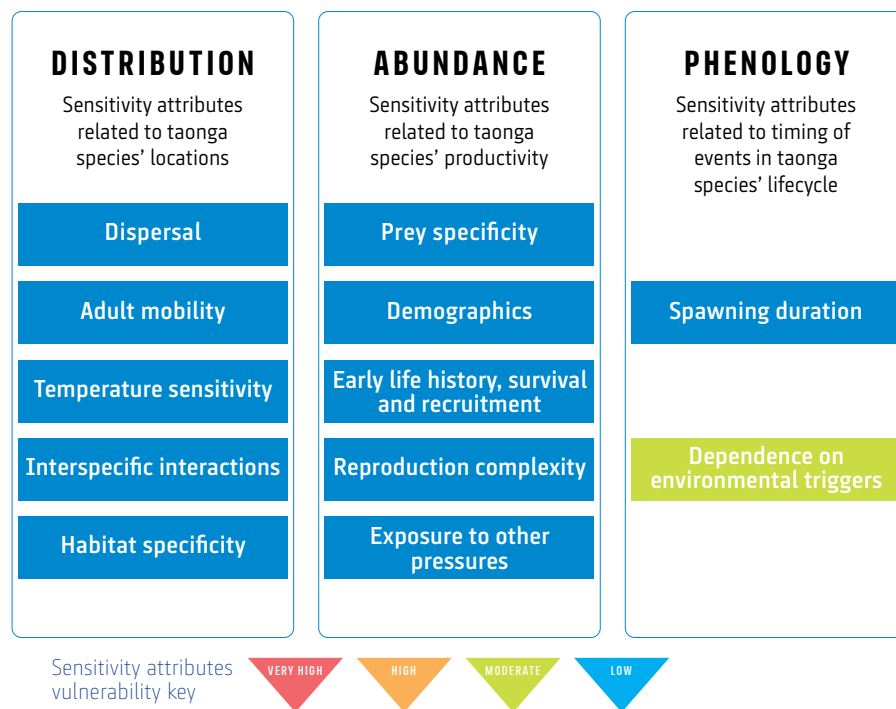 DISTRIBUTION
Sensitivity attributes
related to taonga
species’ locations
Dispersal
Adult mobility
Temperature sensitivity
Interspecific interactions
Habitat specificity
ABUNDANCE
Sensitivity attributes
related to taonga
species’ productivity
Prey specificity
Demographics
Early life history, survival
and recruitment
Reproduction complexity
Exposure to other
pressures
PHENOLOGY
Sensitivity attributes
related to timing of
events in taonga
species’ lifecycle
Spawning duration
Dependence on
environmental triggers
Sensitivity attributes
vulnerability key
VERY HIGH
HIGH
MODERATE
LOW